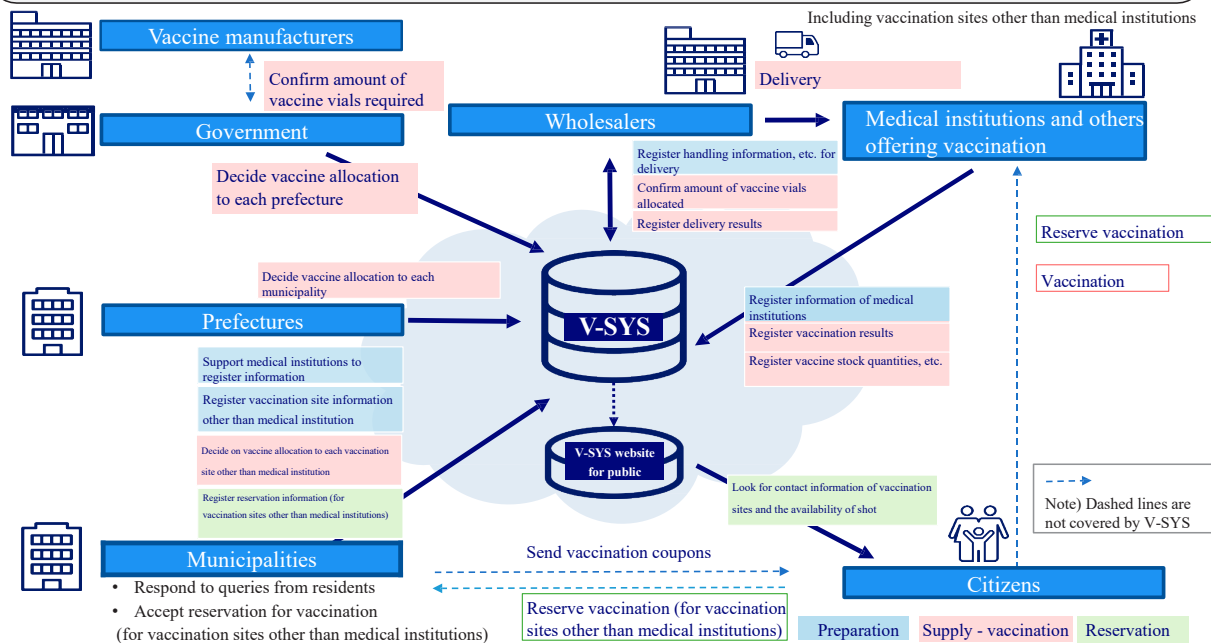 Including vaccination sites other than medical institutions
Vaccine manufacturers
Confirm amount of
vaccine vials required
Delivery
Government
Wholesalers
Medical institutions and others
offering vaccination
Decide vaccine allocation
to each prefecture
Register handling information, etc. for
delivery
Confirm amount of vaccine vials
allocated
Register delivery results
Reserve vaccination
Vaccination
Decide vaccine allocation to each
municipality
Prefectures
V-SYS
Register information of medical
institutions
Register vaccination results
Register vaccine stock quantities, etc.
Support medical institutions to
register information
Register vaccination site information
other than medical institution
Decide on vaccine allocation to each vaccination
site other than medical institution
Register reservation information (for
vaccination sites other than medical institutions)
V-SYS website
for public
Look for contact information of vaccination
sites and the availability of shot
Note) Dashed lines are
not covered by V-SYS
Municipalities
• Respond to queries from residents
• Accept reservation for vaccination
(for vaccination sites other than medical institutions)
Send vaccination coupons
Reserve vaccination (for vaccination
sites other than medical institutions)
Citizens
Preparation
Supply - vaccination
Reservation